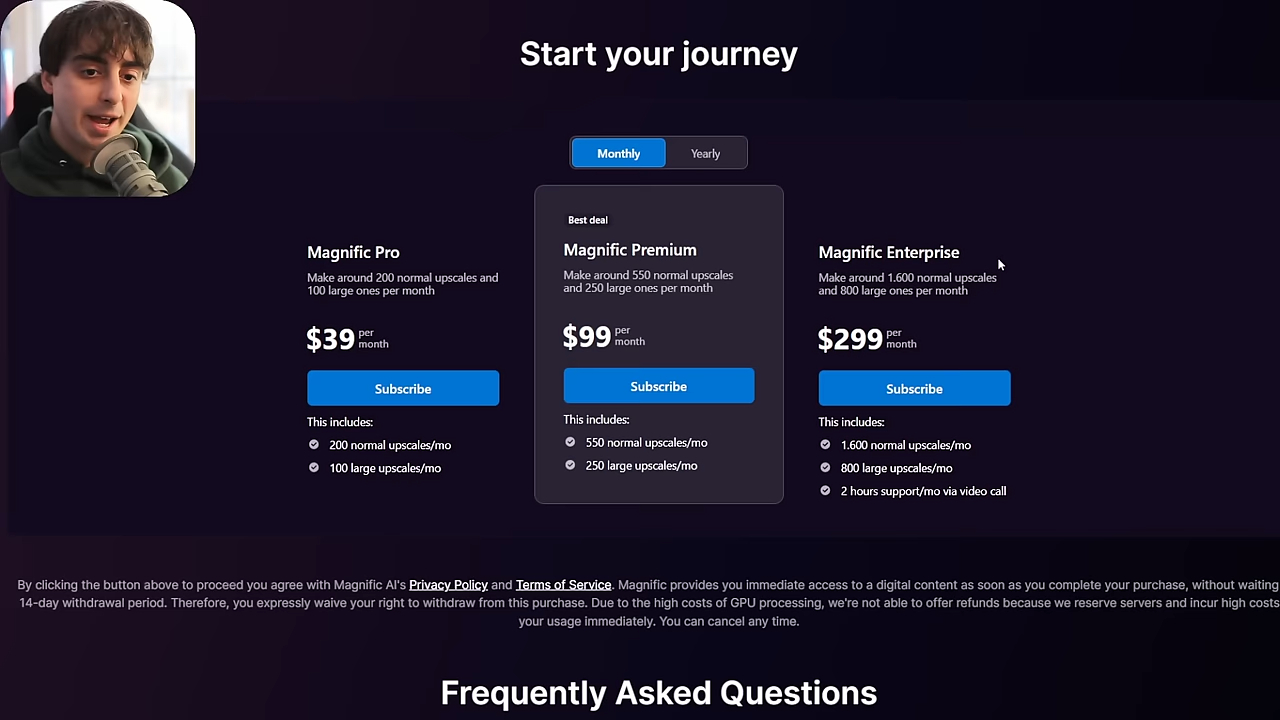 Start your journey
Monthly
Yearly
Magnific Pro
Make around 200 normal upscales and
100 large ones per month
$39 per
month
Subscribe
This includes:
200 normal upscales/mo
100 large upscales/mo
Best deal
Magnific Premium
Make around 550 normal upscales
and 250 large ones per month
$99 per
month
Subscribe
This includes:
550 normal upscales/mo
250 large upscales/mo
Magnific Enterprise
Make around 1.600 normal upscales
and 800 large ones per month
$299 per
month
Subscribe
This includes:
1.600 normal upscales/mo
800 large upscales/mo
2 hours support/mo via video call
By clicking the button above to proceed you agree with Magnific AI's Privacy Policy and Terms of Service. Magnific provides you immediate access to a digital content as soon as you complete your purchase, without waiting
14-day withdrawal period. Therefore, you expressly waive your right to withdraw from this purchase. Due to the high costs of GPU processing, we're not able to offer refunds because we reserve servers and incur high costs
your usage immediately. You can cancel any time.
Frequently Asked Questions